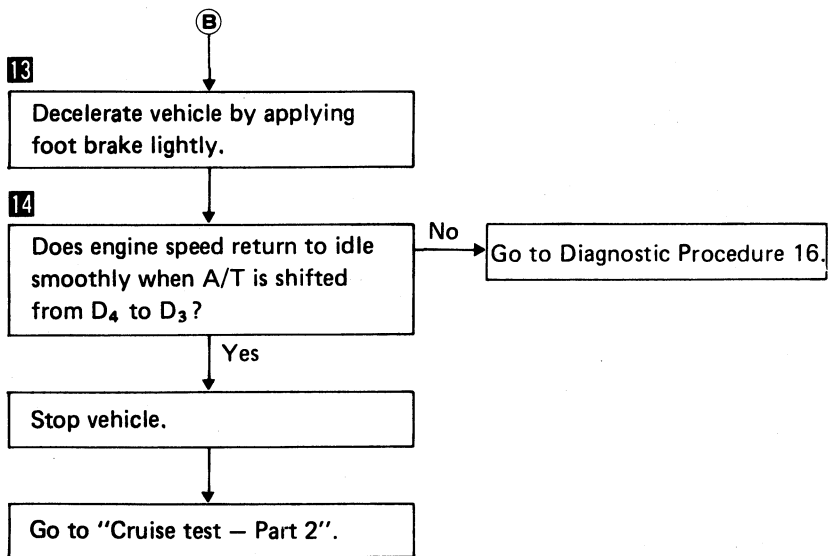 B
13
Decelerate vehicle by applying
foot brake lightly.
14
Does engine speed return to idle
smoothly when A/T is shifted
from D₄ to D₃?
No
Go to Diagnostic Procedure 16.
Yes
Stop vehicle.
Go to "Cruise test — Part 2".